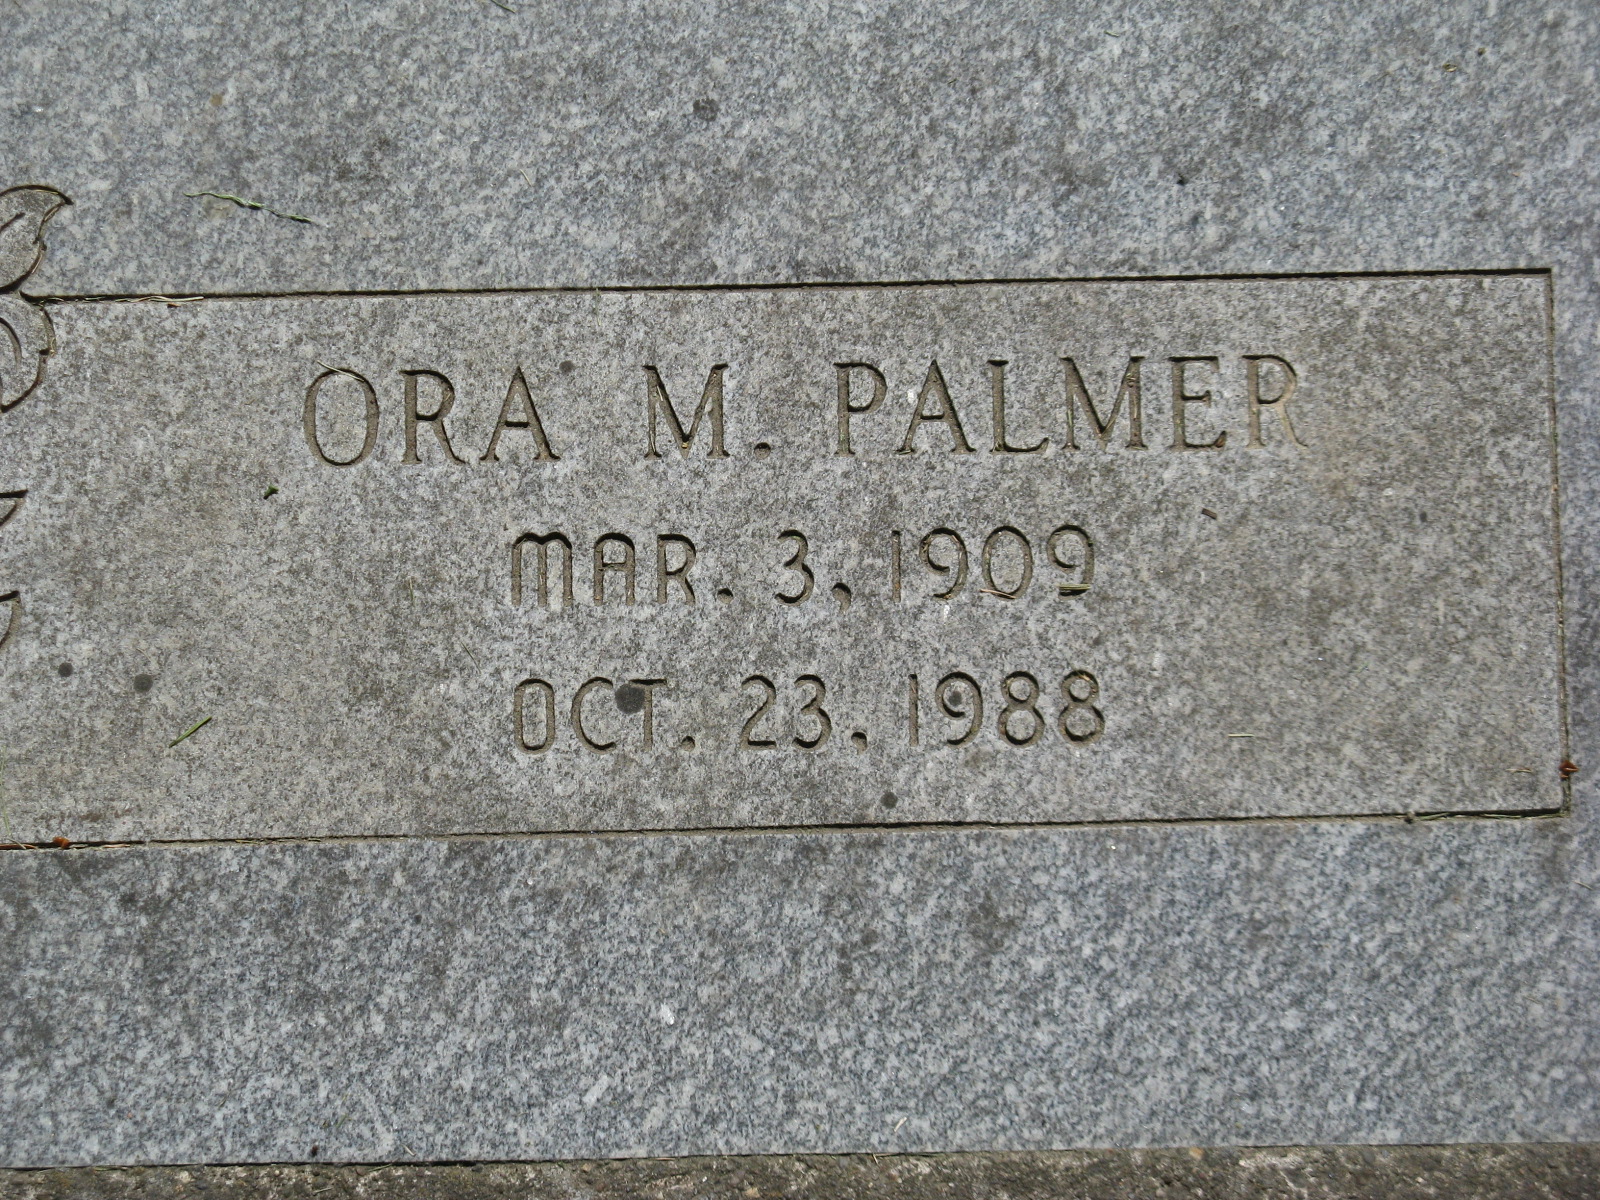 ORA M. PALMER
MAR. 3, 1909
OCT. 23, 1988